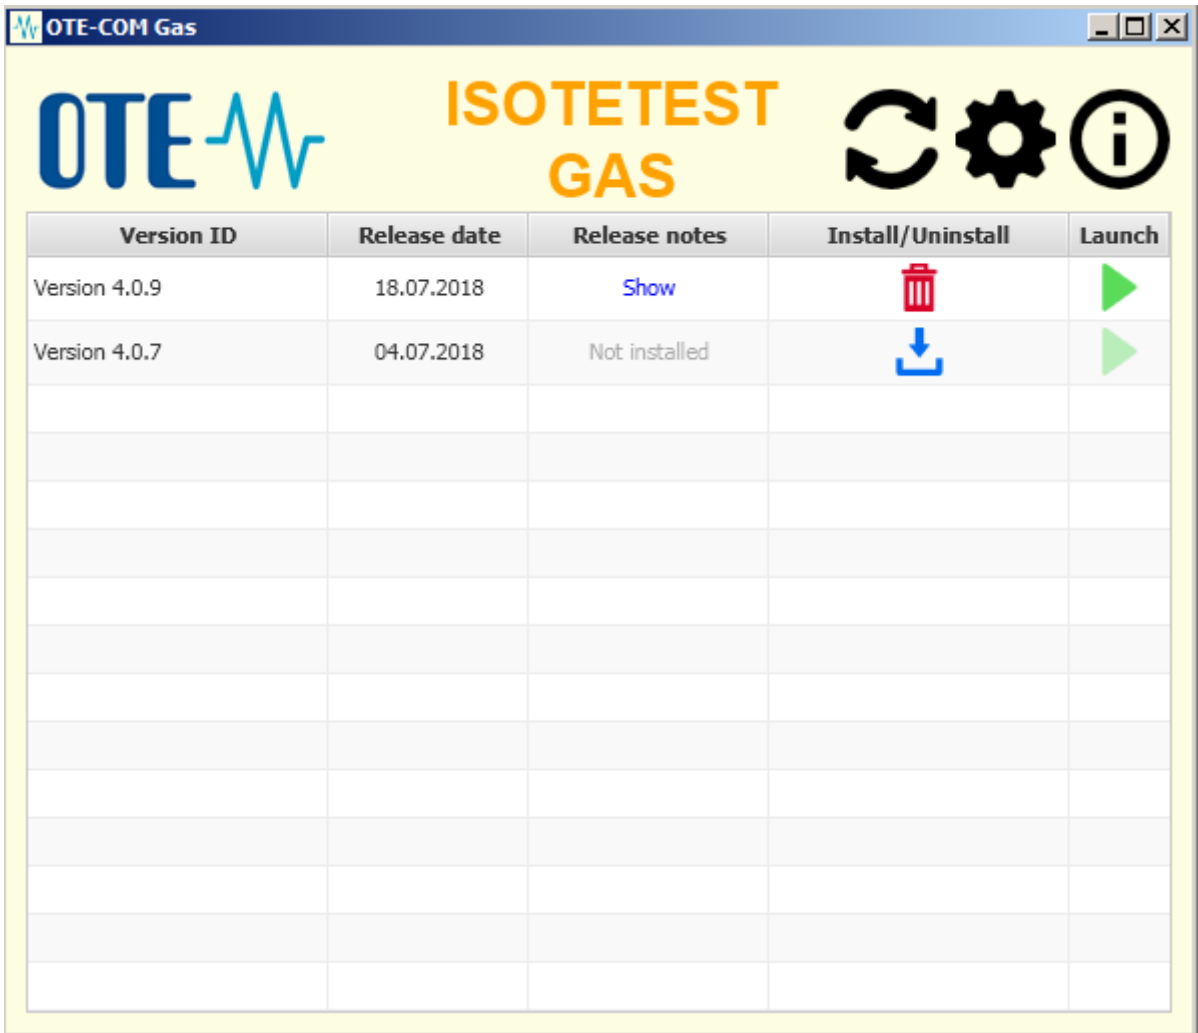 OTE-COM Gas
OTE
ISOTETEST
GAS
Version ID Release date Release notes Install/Uninstall Launch
Version 4.0.9 18.07.2018 Show
Version 4.0.7 04.07.2018 Not installed